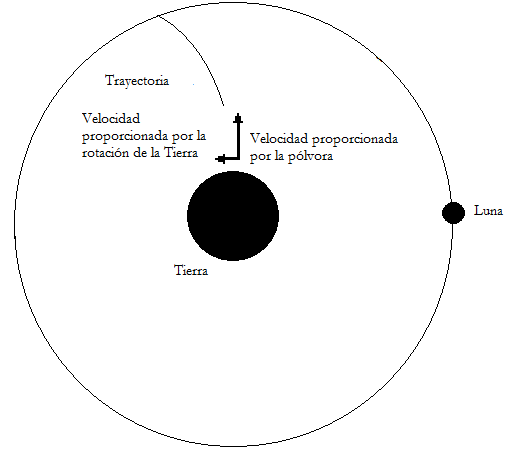 Trayectoria
Velocidad
proporcionada por la
rotación de la Tierra
Velocidad proporcionada
por la pólvora
Luna
Tierra